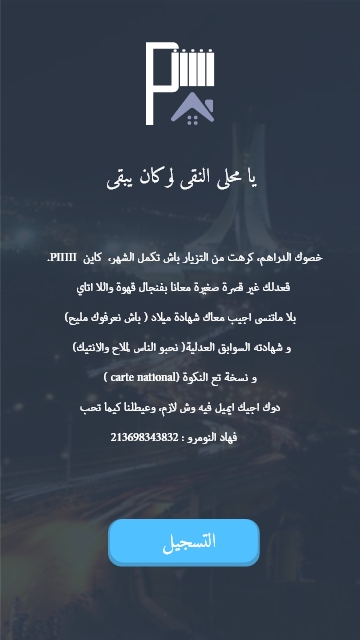 يا محلى النقى لوكان يبقى
خصوك الدراهم، كرهت من التزيار باش تكمل الشهر، كاين PIIIII.
قعدلك غير قصرة صغيرة معانا بفنجال قهوة واللا اتاي
بلا ماتنسى اجيب معاك شهادة ميلاد ( باش نعرفوك مليح)
و شهادته السوابق العدلية( نحبو الناس لملاح والانتيك)
و نسخة تع النكوة (carte national )
دوك اجيك ايميل فيه وش لازم، وعيطلنا كيما تحب
فهاد النومرو : 213698343832
التسجيل